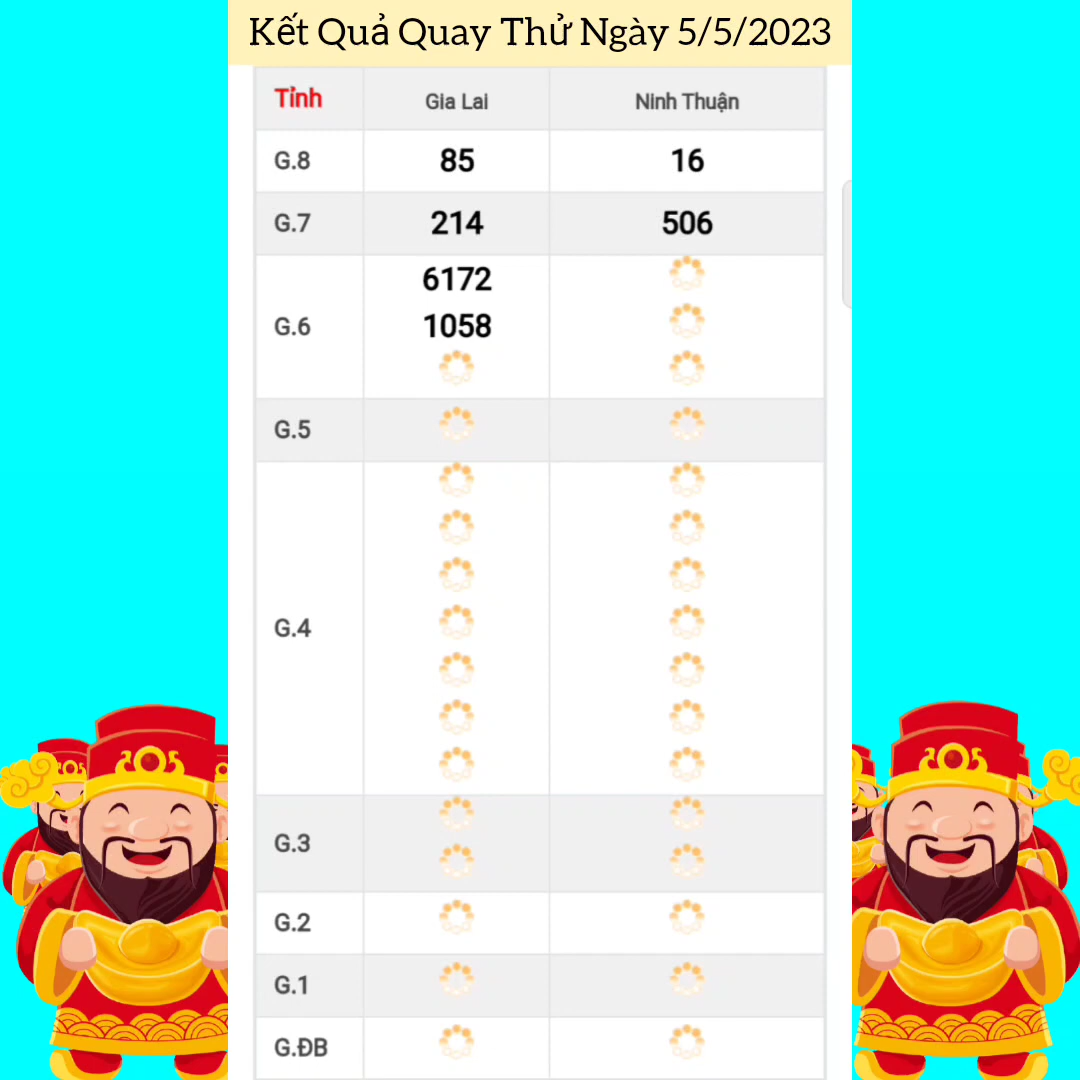 Kết Quả Quay Thử Ngày 5/5/2023
Tỉnh Gia Lai Ninh Thuận
G.8 85 16
G.7 214 506
6172
1058
G.6
G.5
G.4
G.3
G.2
G.1
G.ĐB